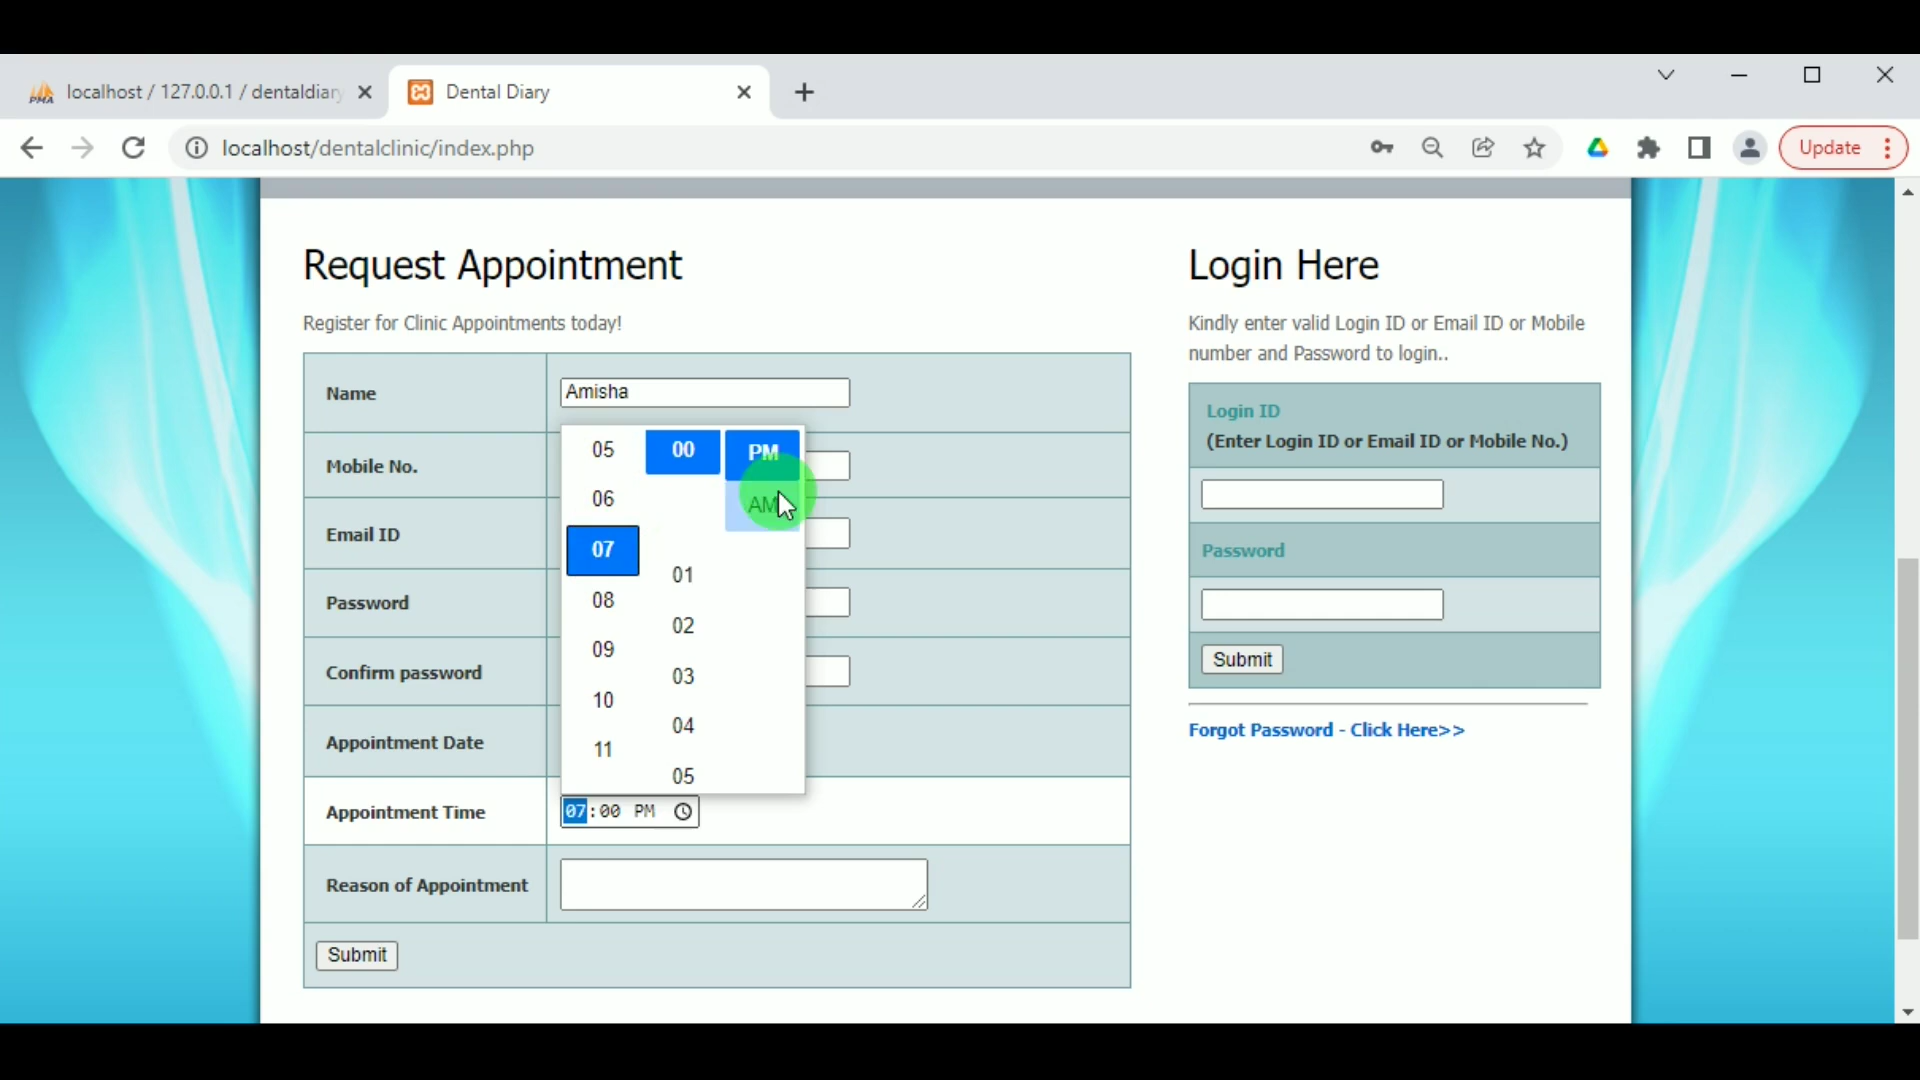 localhost / 127.0.0.1 / dentaldiary
Dental Diary
localhost/dentalclinic/index.php
Update
Request Appointment
Register for Clinic Appointments today!
Name
Amisha
Mobile No.
Email ID
Password
Confirm password
Appointment Date
05
06
07
08
09
10
11
00
01
02
03
04
05
PM
AM
Appointment Time
07:00 PM
Reason of Appointment
Submit
Login Here
Kindly enter valid Login ID or Email ID or Mobile
number and Password to login..
Login ID
(Enter Login ID or Email ID or Mobile No.)
Password
Submit
Forgot Password - Click Here>>